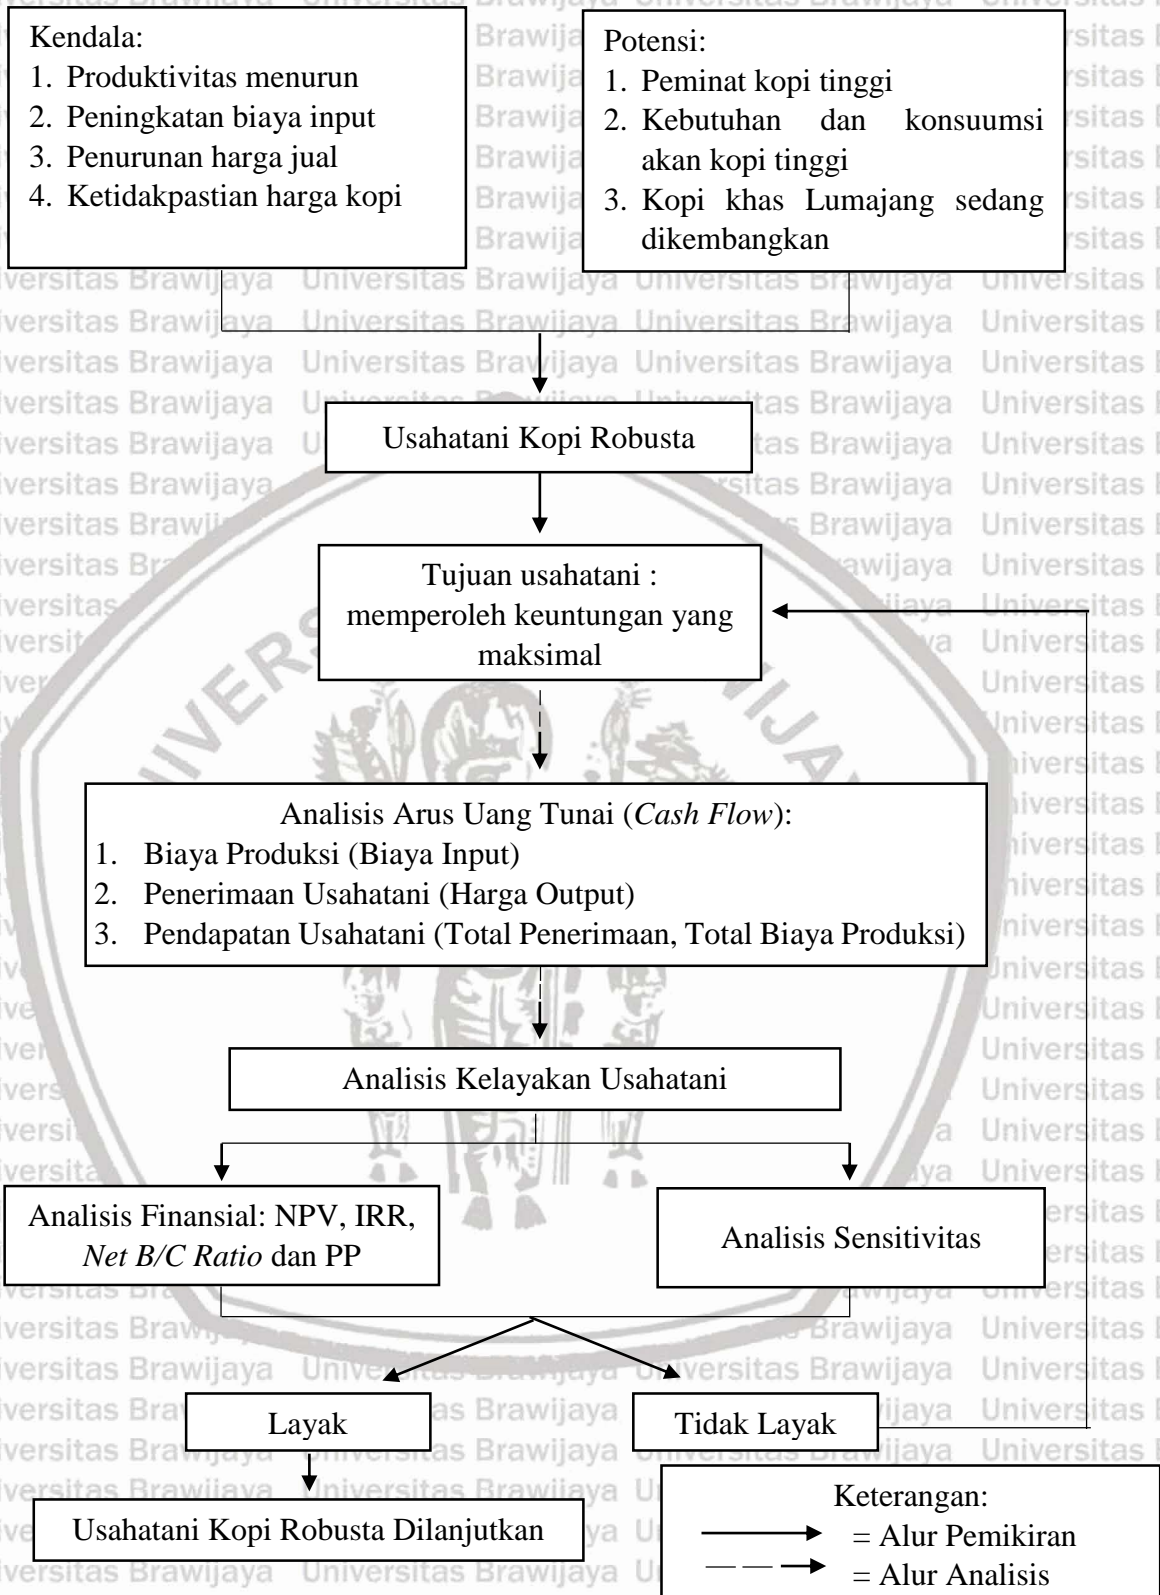 Kendala:
1. Produktivitas menurun
2. Peningkatan biaya input
3. Penurunan harga jual
4. Ketidakpastian harga kopi
Potensi:
1. Peminat kopi tinggi
2. Kebutuhan dan konsuumsi
akan kopi tinggi
3. Kopi khas Lumajang sedang
dikembangkan
Usahatani Kopi Robusta
Tujuan usahatani :
memperoleh keuntungan yang
maksimal
Analisis Arus Uang Tunai (Cash Flow):
1. Biaya Produksi (Biaya Input)
2. Penerimaan Usahatani (Harga Output)
3. Pendapatan Usahatani (Total Penerimaan, Total Biaya Produksi)
Analisis Kelayakan Usahatani
Analisis Finansial: NPV, IRR,
Net B/C Ratio dan PP
Analisis Sensitivitas
Layak
Tidak Layak
Usahatani Kopi Robusta Dilanjutkan
Keterangan:
= Alur Pemikiran
= Alur Analisis